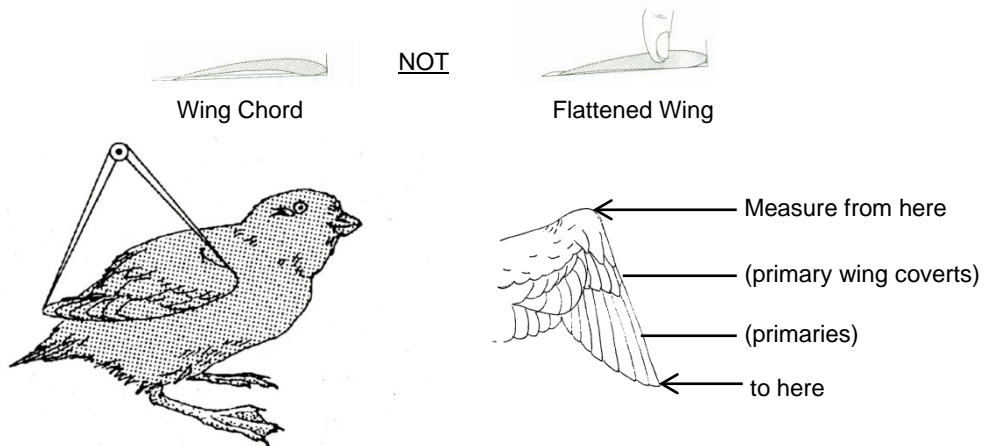 NOT
Wing Chord
Flattened Wing
Measure from here
(primary wing coverts)
(primaries)
to here